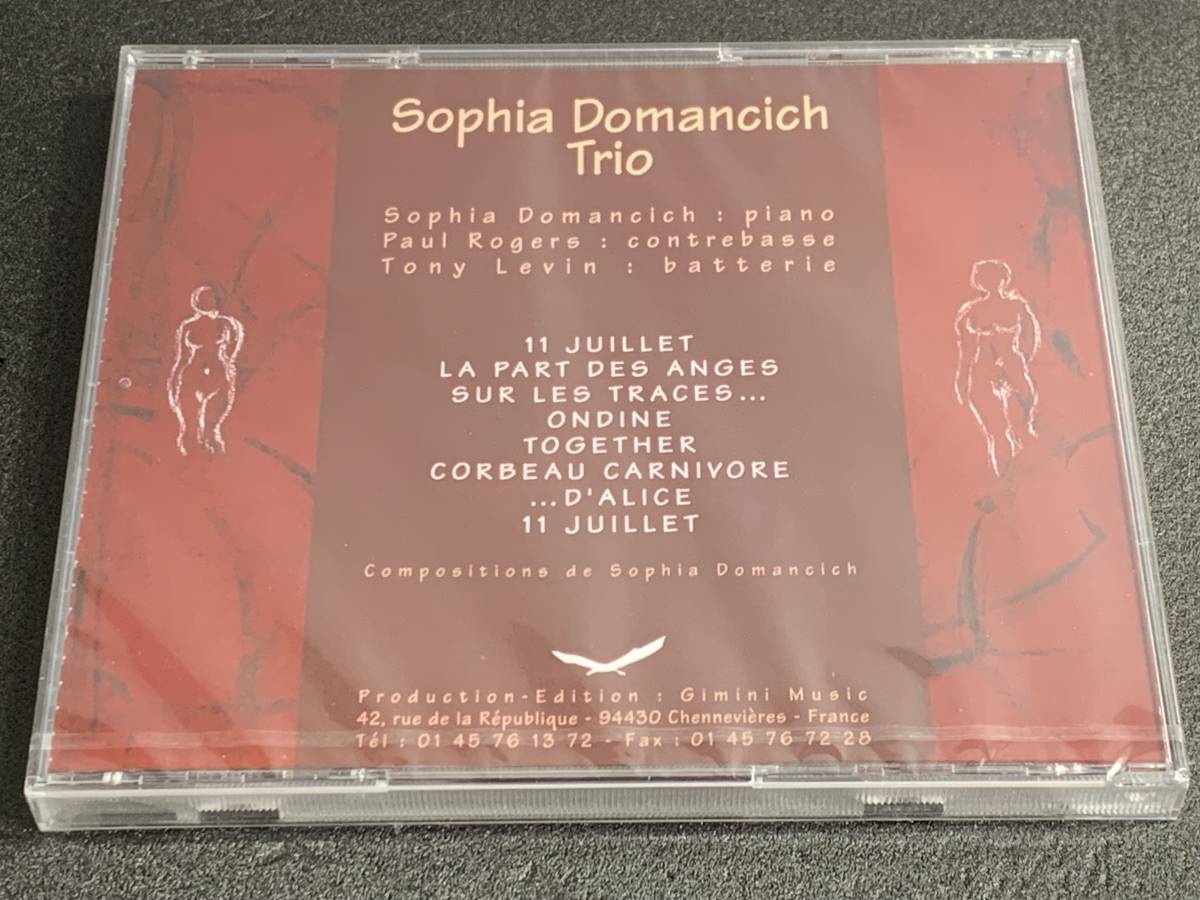 Sophia Domancich
Trio
Sophia Domancich : piano
Paul Rogers : contrebasse
Tony Levin : batterie
11 JUILLET
LA PART DES ANGES
SUR LES TRACES...
ONDINE
TOGETHER
CORBEAU CARNIVORE
...D'ALICE
11 JUILLET
Compositions de Sophia Domancich
Production-Edition : Gimini Music
42, rue de la République - 94430 Chennevières - France
Tél : 01 45 76 13 72 - Fax : 01 45 76 72 28